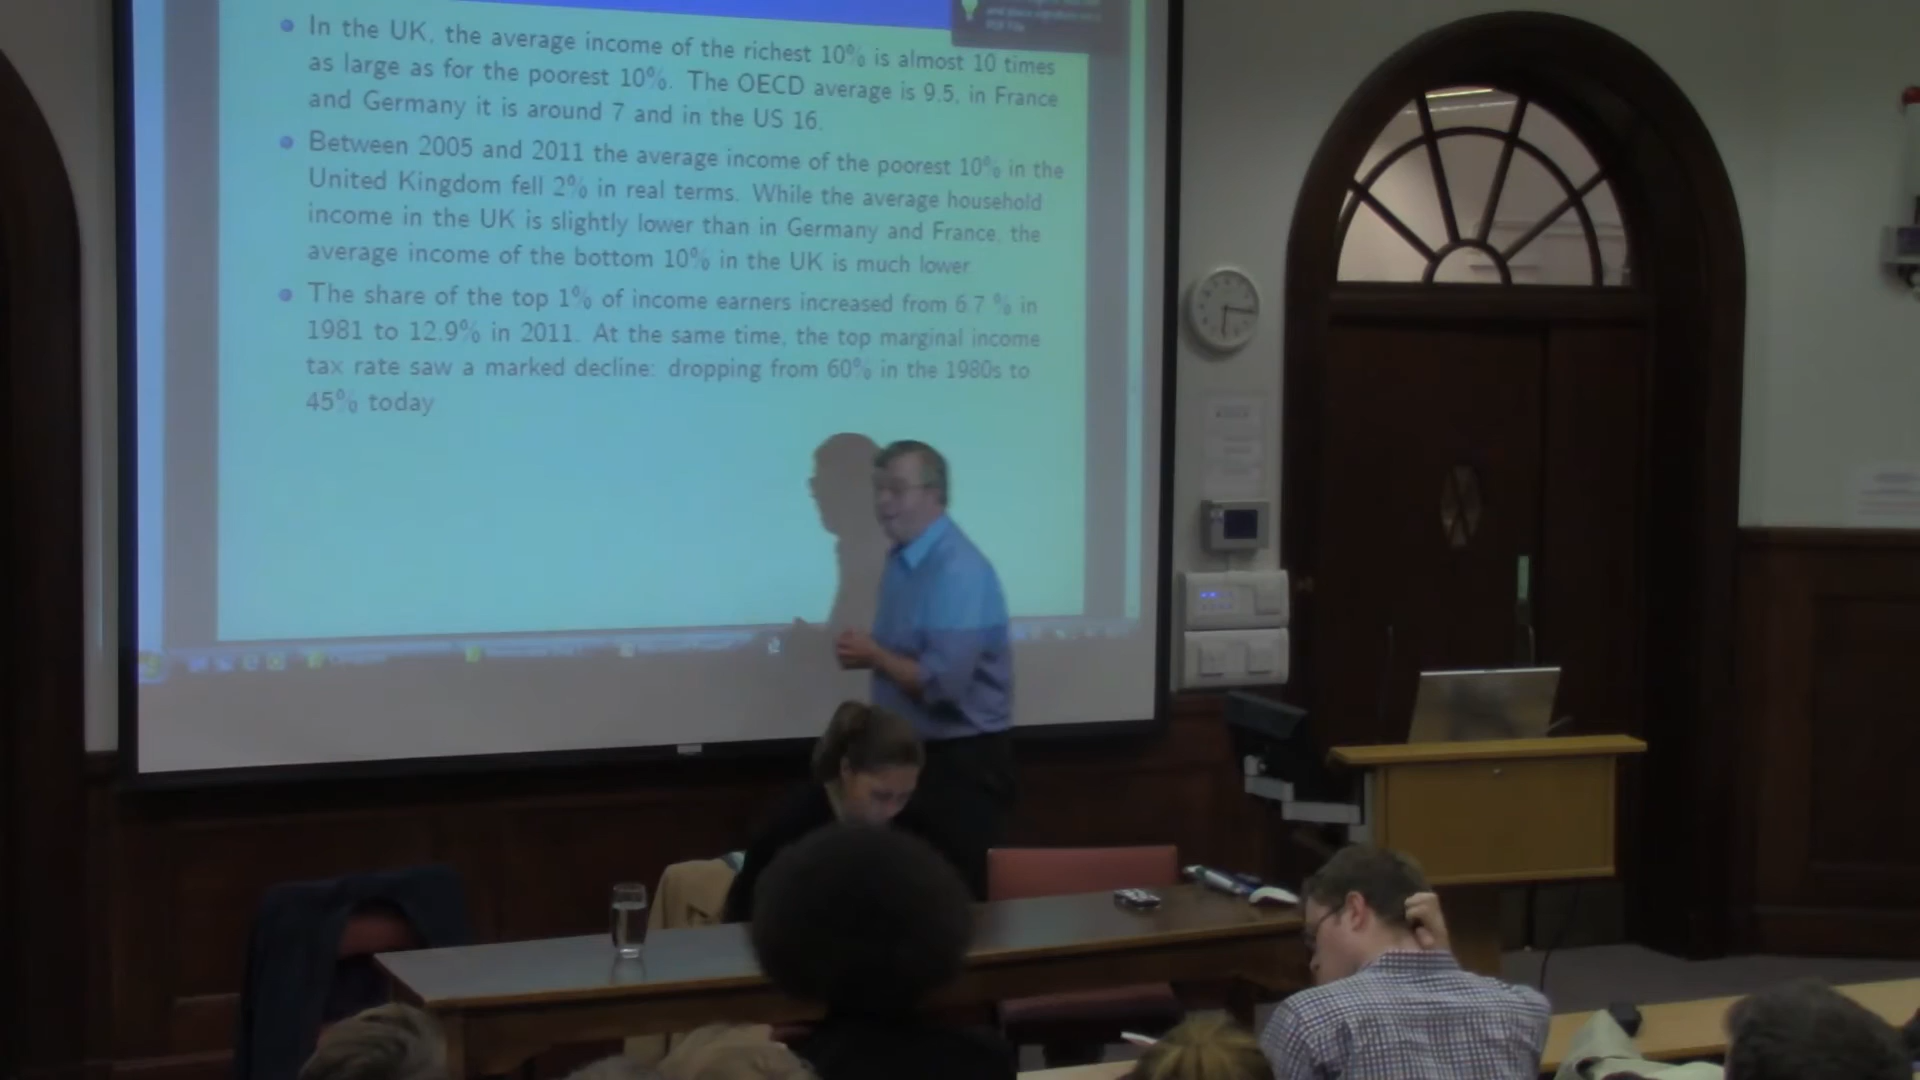 In the UK, the average income of the richest 10% is almost 10 times
as large as for the poorest 10%. The OECD average is 9.5, in France
and Germany it is around 7 and in the US 16.
Between 2005 and 2011 the average income of the poorest 10% in the
United Kingdom fell 2% in real terms. While the average household
income in the UK is slightly lower than in Germany and France, the
average income of the bottom 10% in the UK is much lower
The share of the top 1% of income earners increased from 6.7 % in
1981 to 12.9% in 2011. At the same time, the top marginal income
tax rate saw a marked decline: dropping from 60% in the 1980s to
45% today